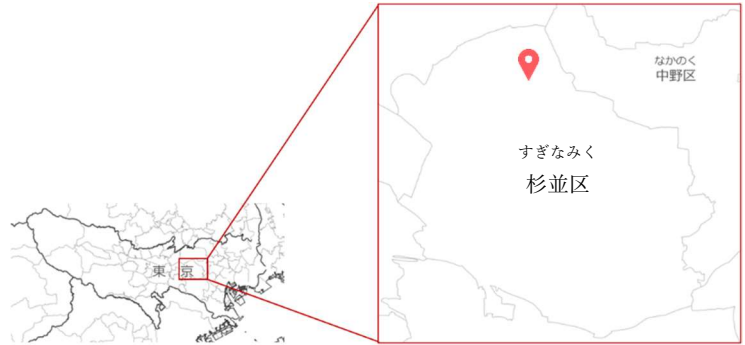 なかのく
中野区
すぎなみく
杉並区
東京